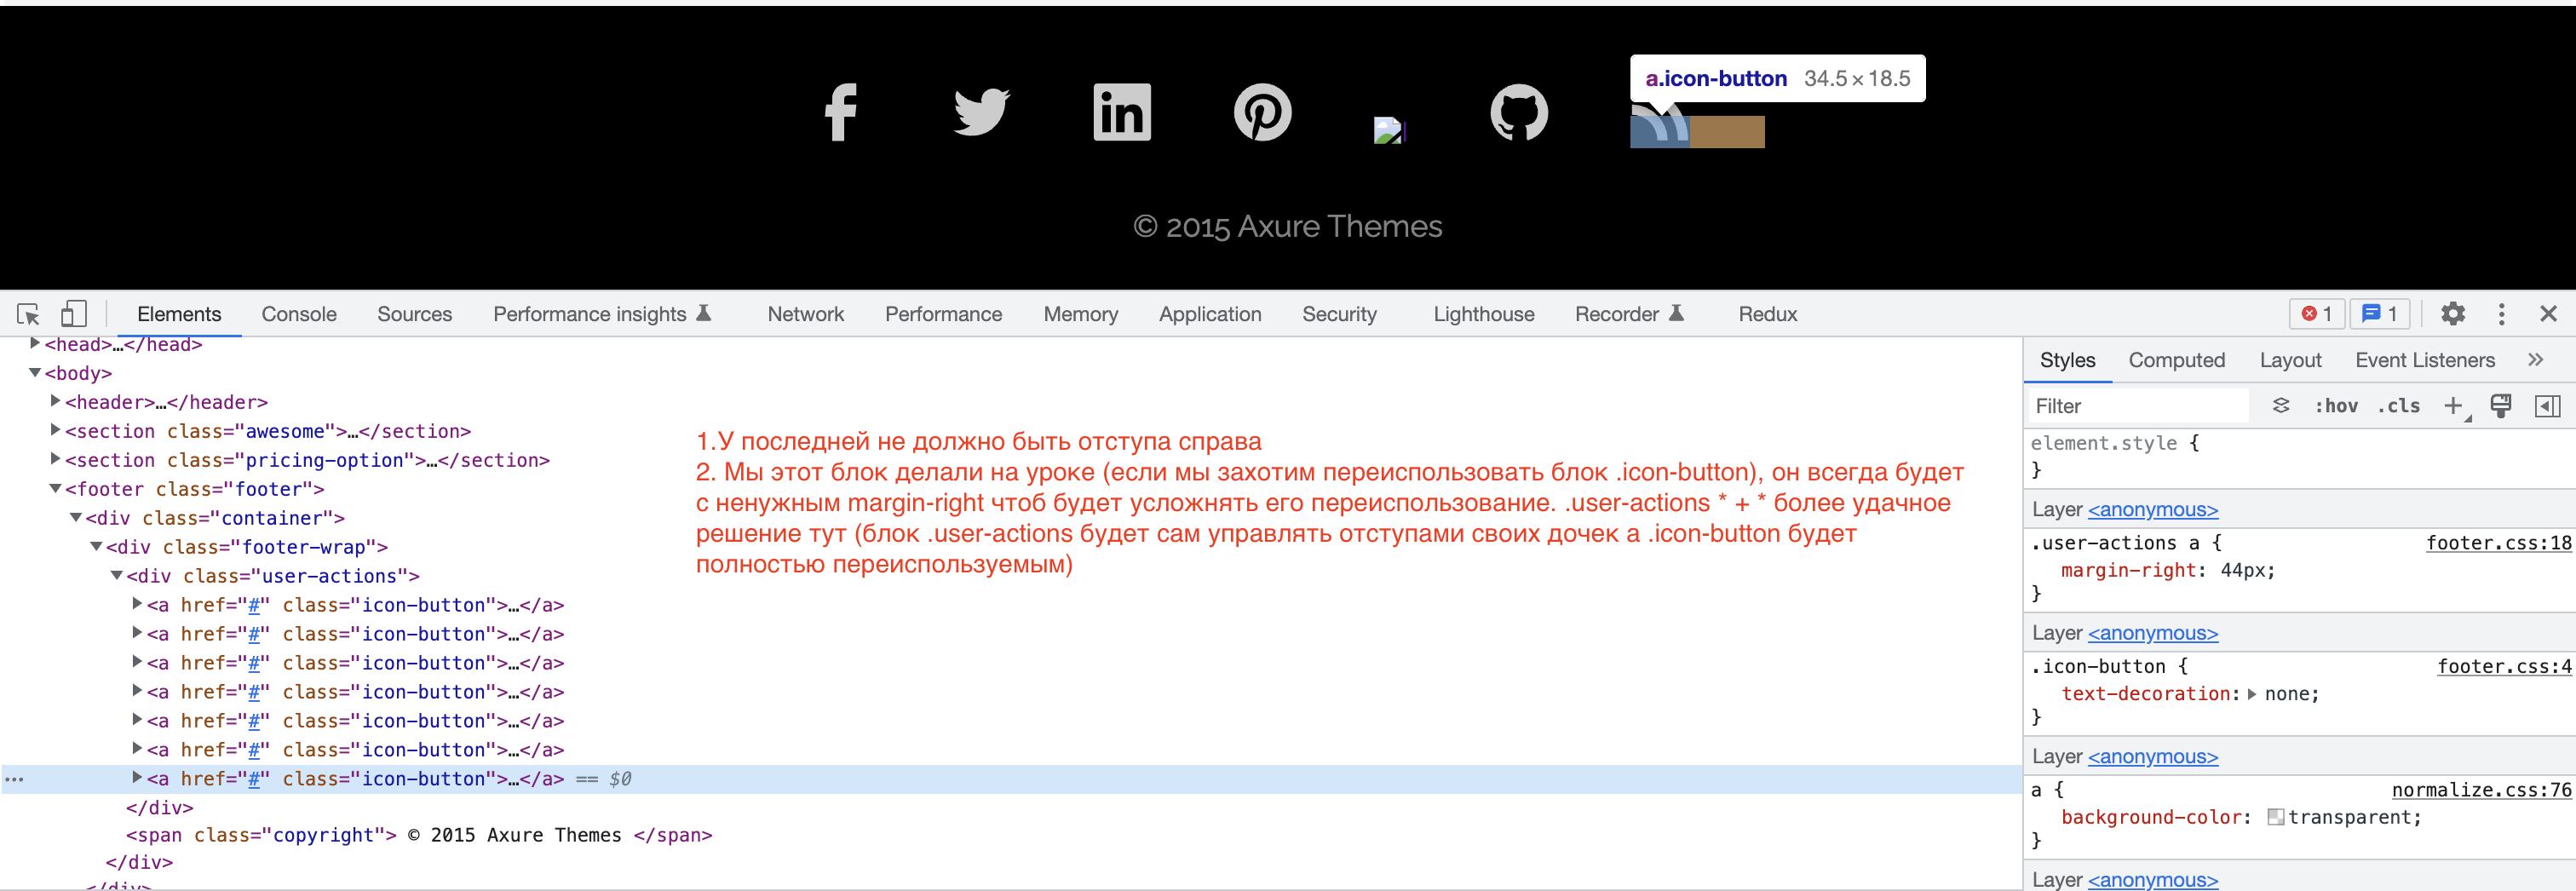 a.icon-button 34.5 × 18.5
© 2015 Axure Themes
Elements Console Sources Performance insights Network Performance Memory Application Security Lighthouse Recorder Redux 1 1
<head>…</head>
<body>
<header>…</header>
<section class="awesome">…</section>
<section class="pricing-option">…</section>
<footer class="footer">
<div class="container">
<div class="footer-wrap">
<div class="user-actions">
<a href="#" class="icon-button">…</a>
<a href="#" class="icon-button">…</a>
<a href="#" class="icon-button">…</a>
<a href="#" class="icon-button">…</a>
<a href="#" class="icon-button">…</a>
<a href="#" class="icon-button">…</a>
… <a href="#" class="icon-button">…</a> == $0
</div>
<span class="copyright"> © 2015 Axure Themes </span>
</div>
</div>
1.У последней не должно быть отступа справа
2. Мы этот блок делали на уроке (если мы захотим переиспользовать блок .icon-button), он всегда будет
с ненужным margin-right чтоб будет усложнять его переиспользование. .user-actions * + * более удачное
решение тут (блок .user-actions будет сам управлять отступами своих дочек а .icon-button будет
полностью переиспользуемым)
Styles Computed Layout Event Listeners »
Filter :hov .cls +
element.style {
}
Layer <anonymous>
.user-actions a { footer.css:18
margin-right: 44px;
}
Layer <anonymous>
.icon-button { footer.css:4
text-decoration: none;
}
Layer <anonymous>
a { normalize.css:76
background-color: transparent;
}
Layer <anonymous>